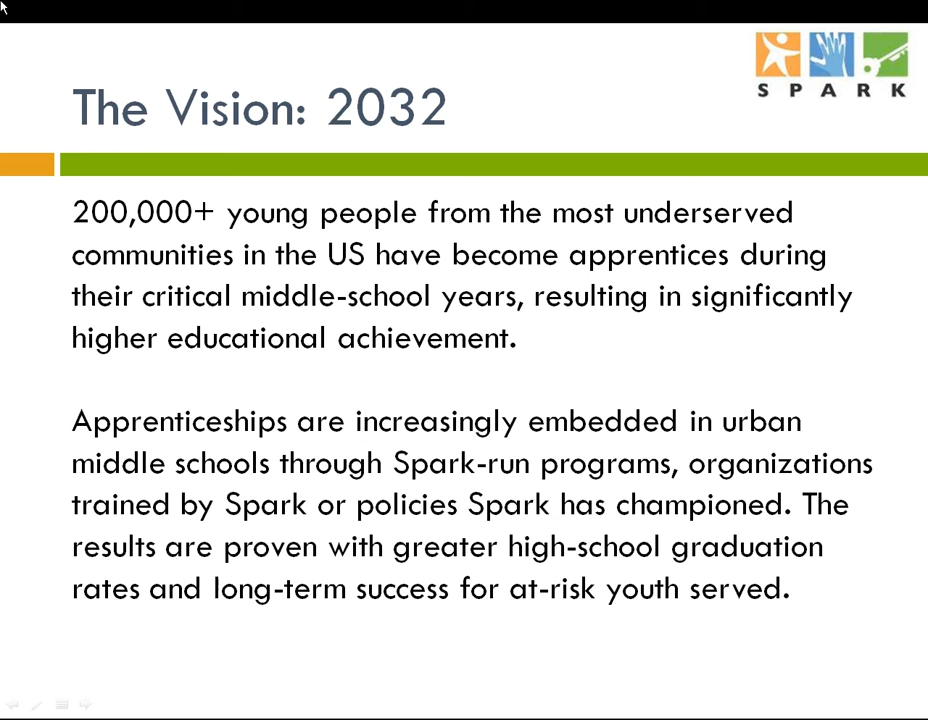 SPARK
The Vision: 2032
200,000+ young people from the most underserved
communities in the US have become apprentices during
their critical middle-school years, resulting in significantly
higher educational achievement.
Apprenticeships are increasingly embedded in urban
middle schools through Spark-run programs, organizations
trained by Spark or policies Spark has championed. The
results are proven with greater high-school graduation
rates and long-term success for at-risk youth served.